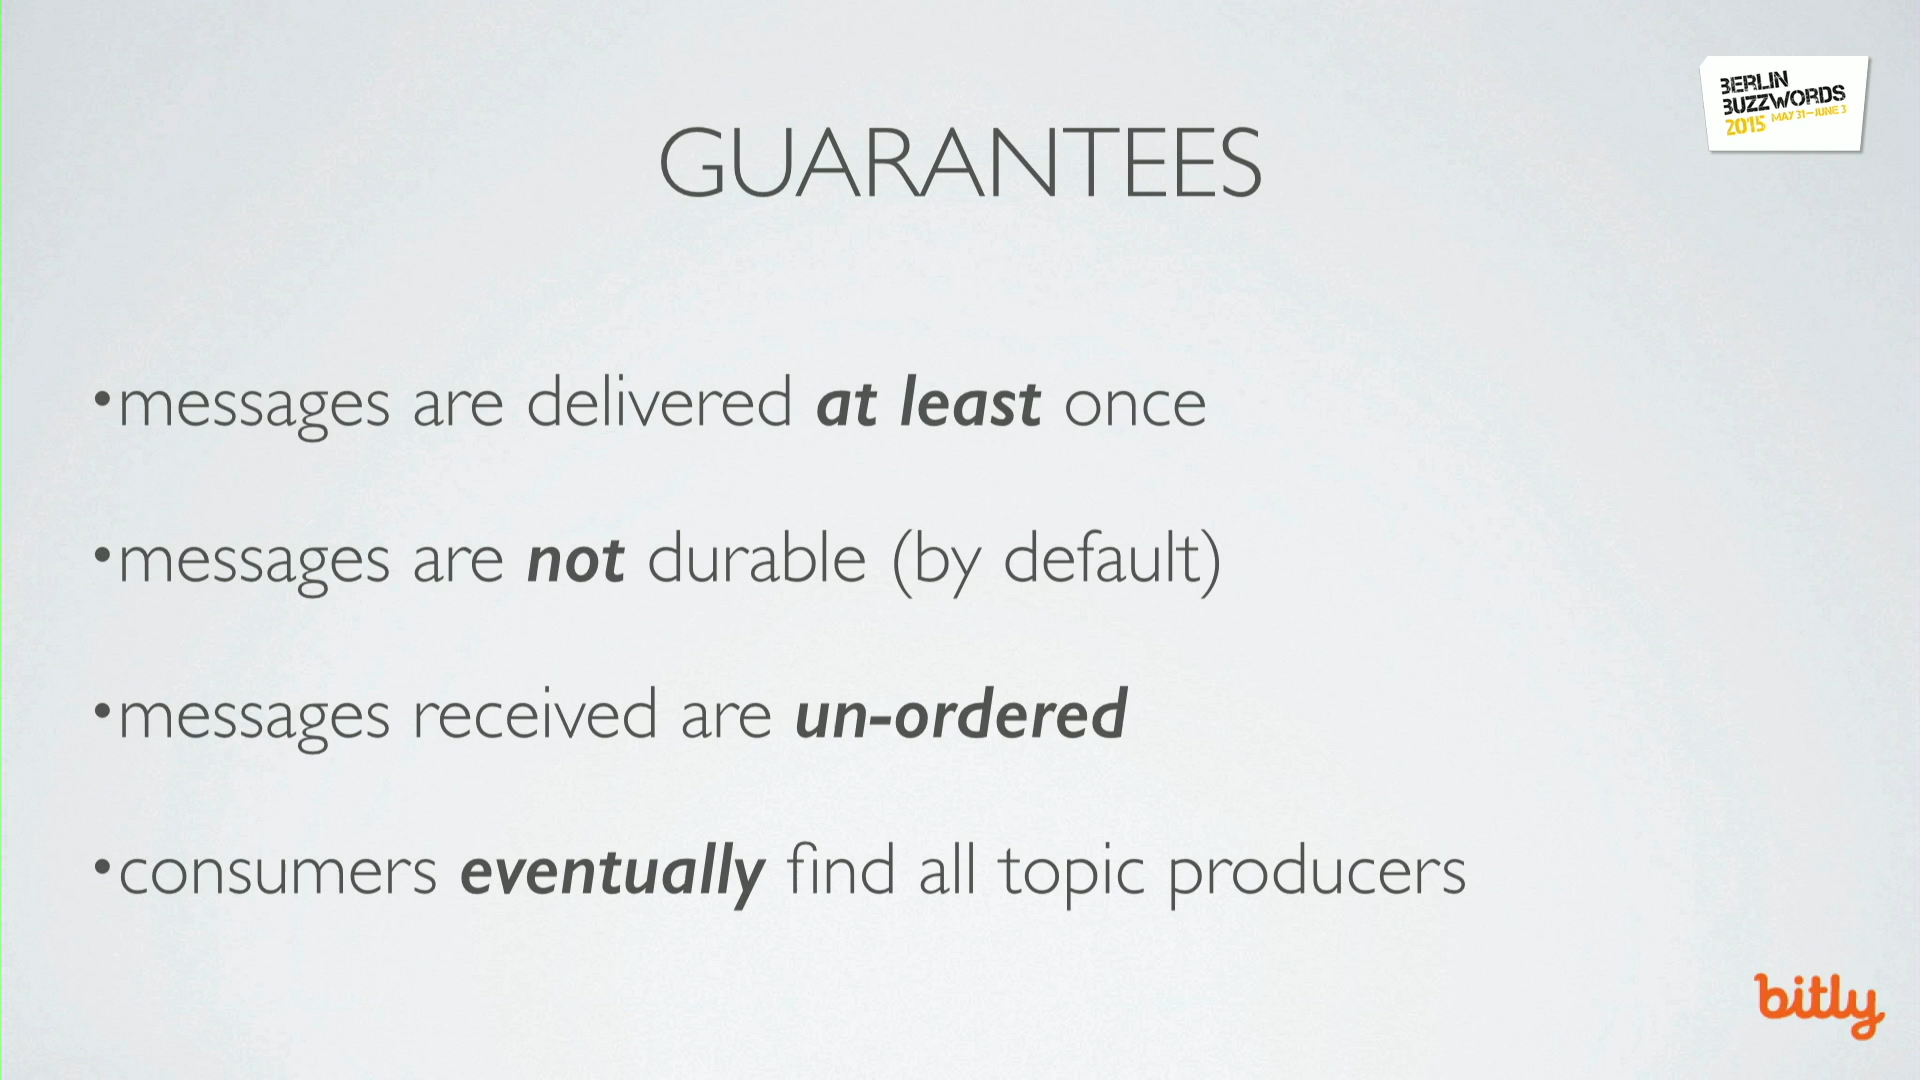 BERLIN
BUZZWORDS
2015 MAY 31-JUNE 3
GUARANTEES
•messages are delivered at least once
•messages are not durable (by default)
•messages received are un-ordered
•consumers eventually find all topic producers
bitly